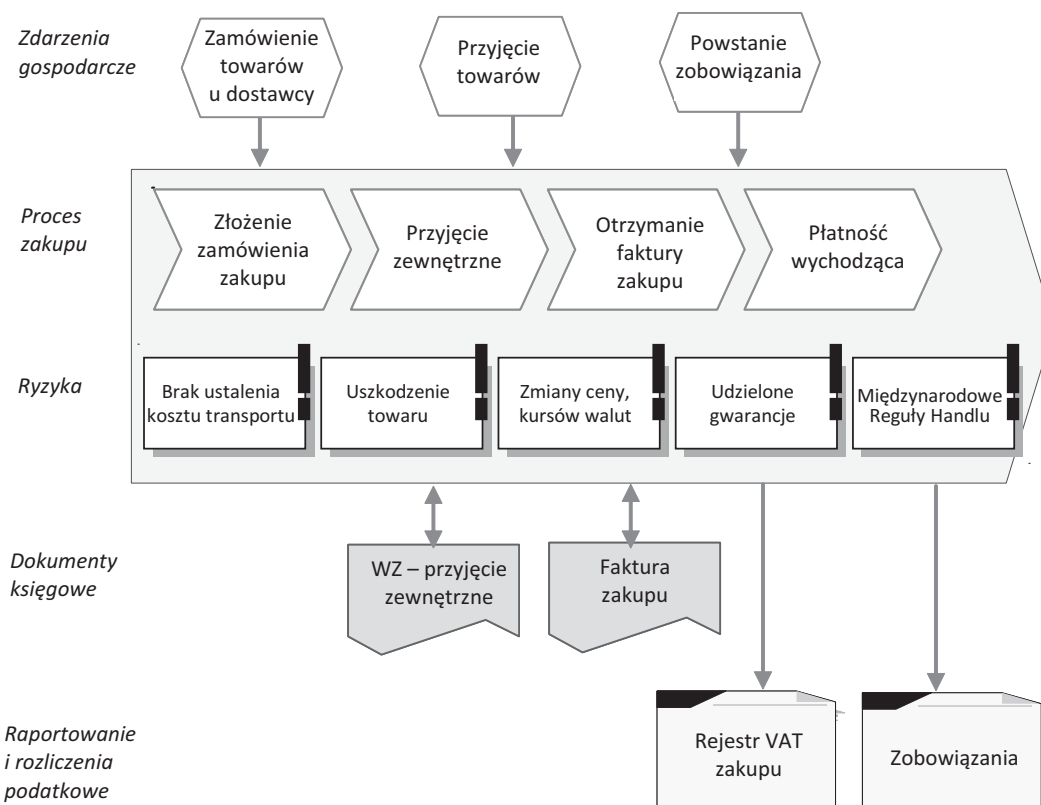 Zdarzenia
gospodarcze
Zamówienie
towarów
u dostawcy
Przyjęcie
towarów
Powstanie
zobowiązania
Proces
zakupu
Złożenie
zamówienia
zakupu
Przyjęcie
zewnętrzne
Otrzymanie
faktury
zakupu
Płatność
wychodząca
Ryzyka
Brak ustalenia
kosztu transportu
Uszkodzenie
towaru
Zmiany ceny,
kursów walut
Udzielone
gwarancje
Międzynarodowe
Reguły Handlu
Dokumenty
księgowe
WZ – przyjęcie
zewnętrzne
Faktura
zakupu
Raportowanie
i rozliczenia
podatkowe
Rejestr VAT
zakupu
Zobowiązania